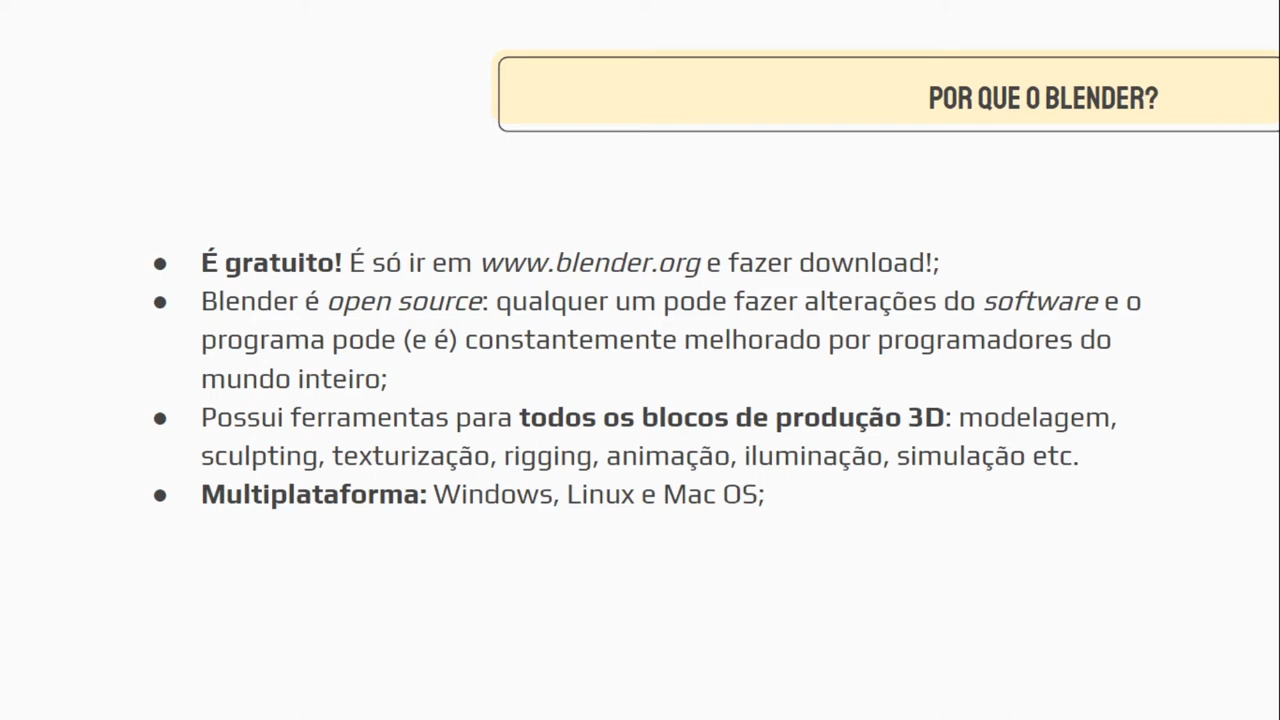 POR QUE O BLENDER?
● É gratuito! É só ir em www.blender.org e fazer download!;
● Blender é open source: qualquer um pode fazer alterações do software e o
programa pode (e é) constantemente melhorado por programadores do
mundo inteiro;
● Possui ferramentas para todos os blocos de produção 3D: modelagem,
sculpting, texturização, rigging, animação, iluminação, simulação etc.
● Multiplataforma: Windows, Linux e Mac OS;